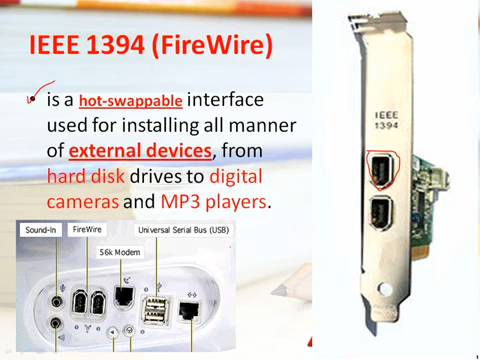 IEEE 1394 (FireWire)
• is a hot-swappable interface
used for installing all manner
of external devices, from
hard disk drives to digital
cameras and MP3 players.
IEEE
1394
Sound-In
FireWire
Universal Serial Bus (USB)
56k Modem